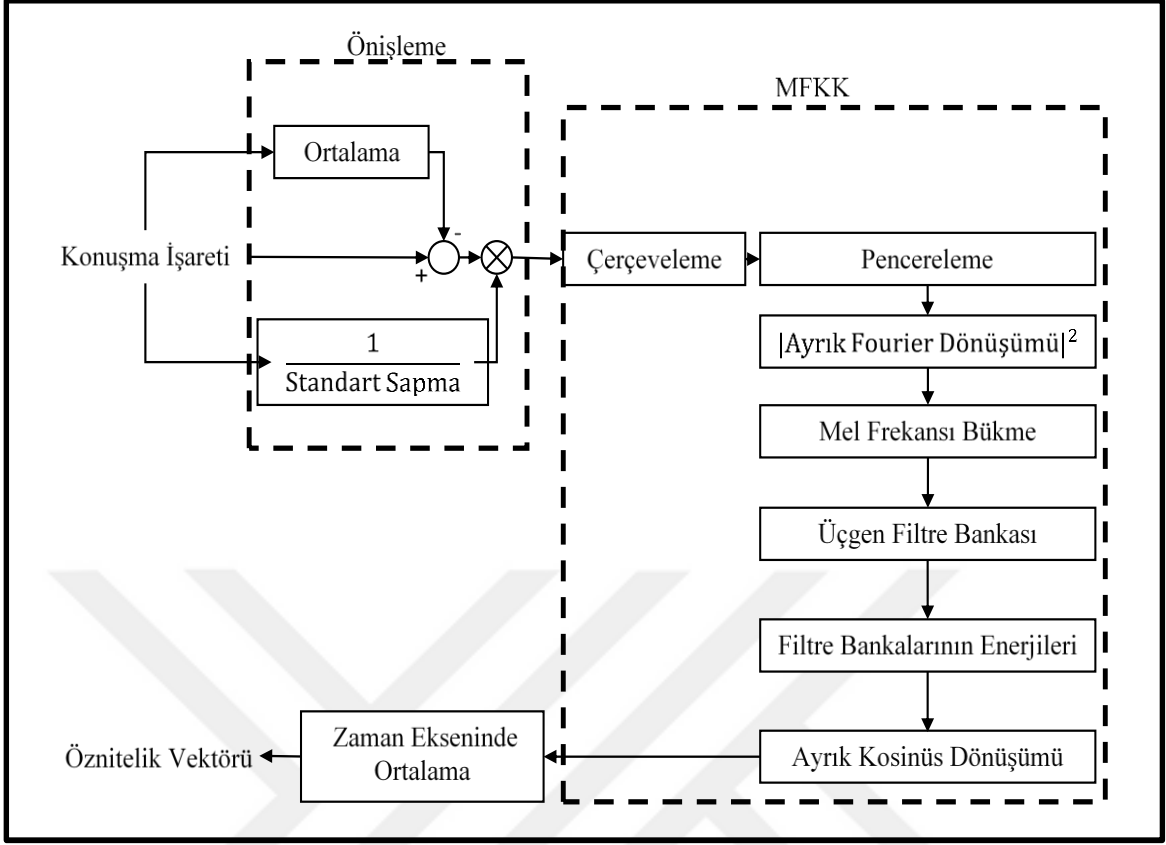 Önişleme
MFKK
Ortalama
Konuşma İşareti
-
+
Çerçeveleme
Pencereleme
1
Standart Sapma
|Ayrık Fourier Dönüşümü|²
Mel Frekansı Bükme
Üçgen Filtre Bankası
Filtre Bankalarının Enerjileri
Ayrık Kosinüs Dönüşümü
Zaman Ekseninde
Ortalama
Öznitelik Vektörü